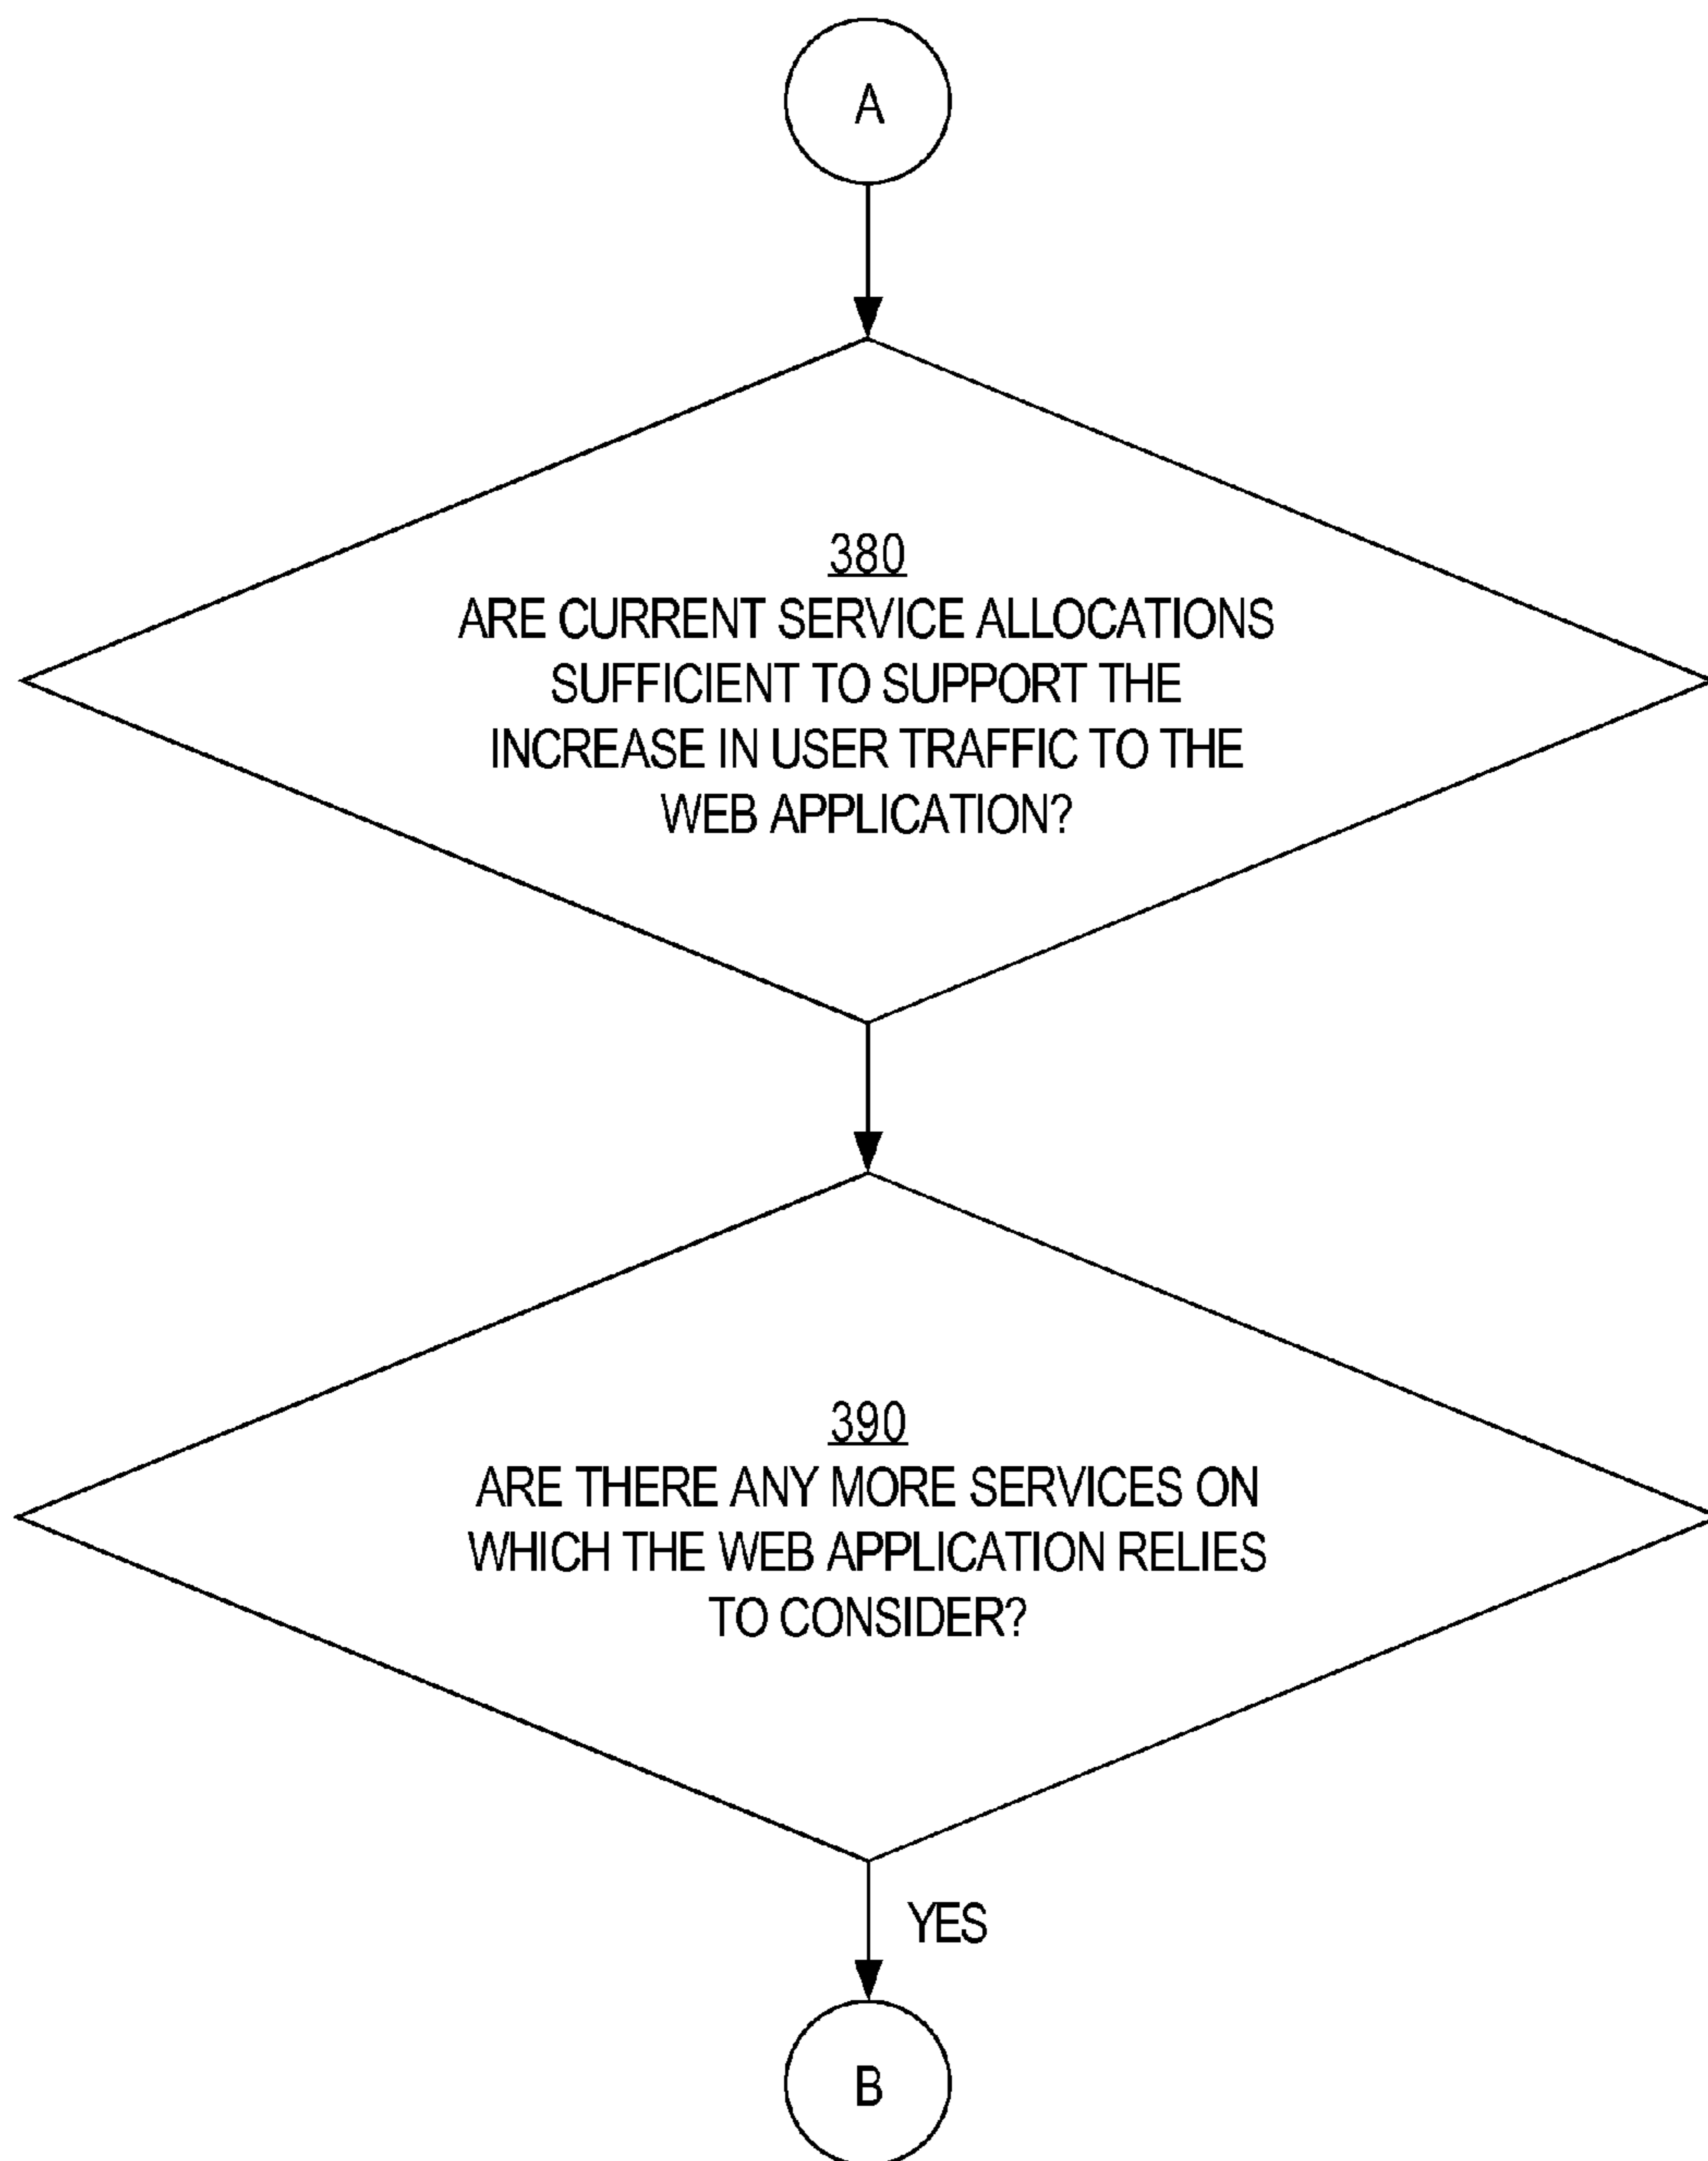 A
380
ARE CURRENT SERVICE ALLOCATIONS
SUFFICIENT TO SUPPORT THE
INCREASE IN USER TRAFFIC TO THE
WEB APPLICATION?
390
ARE THERE ANY MORE SERVICES ON
WHICH THE WEB APPLICATION RELIES
TO CONSIDER?
YES
B